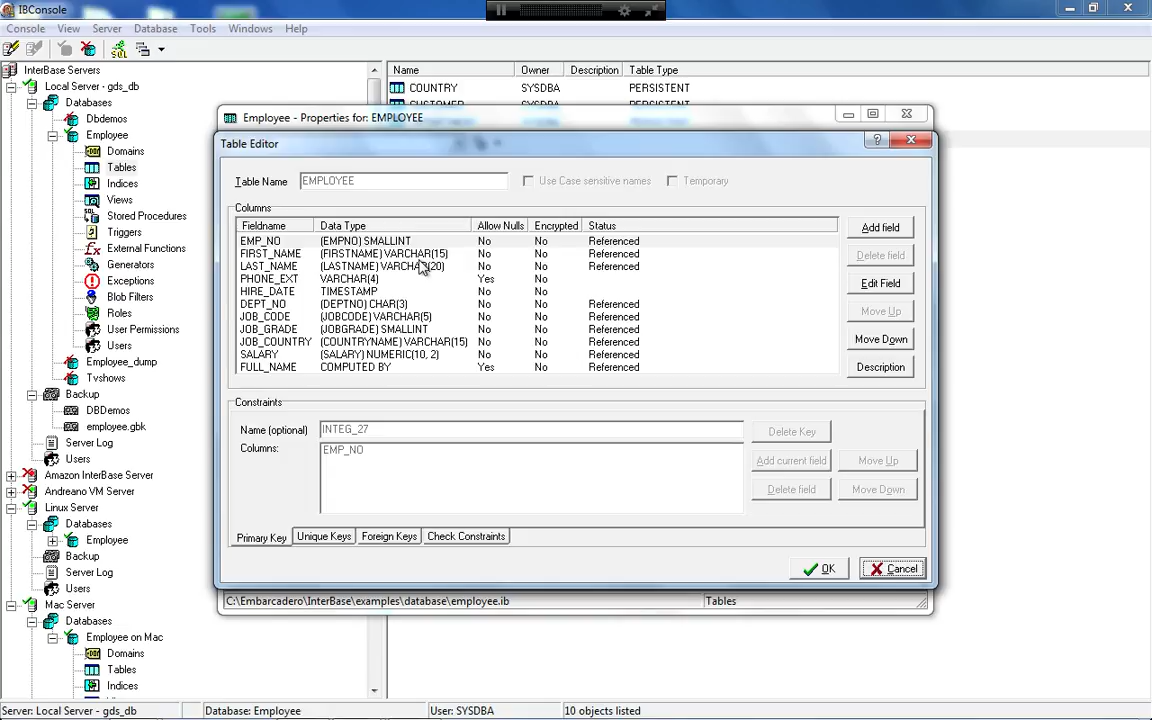 IBConsole
Console View Server Database Tools Windows Help
InterBase Servers
Local Server - gds_db
Databases
Dbdemos
Employee
Domains
Tables
Indices
Views
Stored Procedures
Triggers
External Functions
Generators
Exceptions
Blob Filters
Roles
User Permissions
Users
Employee_dump
Tvshows
Backup
DBDemos
employee.gbk
Server Log
Users
Amazon InterBase Server
Andreano VM Server
Linux Server
Databases
Employee
Backup
Server Log
Users
Mac Server
Databases
Employee on Mac
Domains
Tables
Indices
Name Owner Description Table Type
COUNTRY SYSDBA PERSISTENT
CUSTOMER SYSDBA PERSISTENT
Employee - Properties for: EMPLOYEE
Table Editor
Table Name EMPLOYEE Use Case sensitive names Temporary
Columns
Fieldname Data Type Allow Nulls Encrypted Status
EMP_NO (EMPNO) SMALLINT No No Referenced
FIRST_NAME (FIRSTNAME) VARCHAR(15) No No Referenced
LAST_NAME (LASTNAME) VARCHAR(20) No No Referenced
PHONE_EXT VARCHAR(4) Yes No
HIRE_DATE TIMESTAMP No No
DEPT_NO (DEPTNO) CHAR(3) No No Referenced
JOB_CODE (JOBCODE) VARCHAR(5) No No Referenced
JOB_GRADE (JOBGRADE) SMALLINT No No Referenced
JOB_COUNTRY (COUNTRYNAME) VARCHAR(15) No No Referenced
SALARY (SALARY) NUMERIC(10, 2) No No Referenced
FULL_NAME COMPUTED BY Yes No Referenced
Add field
Delete field
Edit Field
Move Up
Move Down
Description
Constraints
Name (optional) INTEG_27 Delete Key
Columns: EMP_NO
Add current field Move Up
Delete field Move Down
Primary Key Unique Keys Foreign Keys Check Constraints
OK Cancel
C:\Embarcadero\InterBase\examples\database\employee.ib Tables
Server: Local Server - gds_db Database: Employee User: SYSDBA 10 objects listed